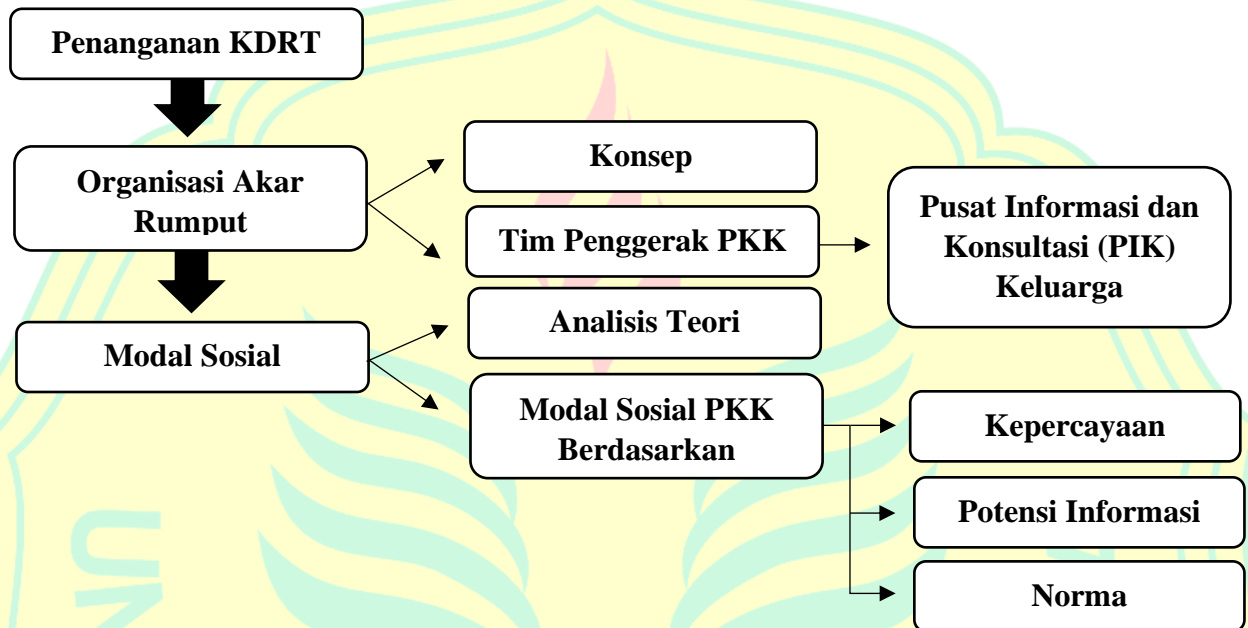 Penanganan KDRT
Organisasi Akar
Rumput
Konsep
Tim Penggerak PKK
Pusat Informasi dan
Konsultasi (PIK)
Keluarga
Modal Sosial
Analisis Teori
Modal Sosial PKK
Berdasarkan
Kepercayaan
Potensi Informasi
Norma